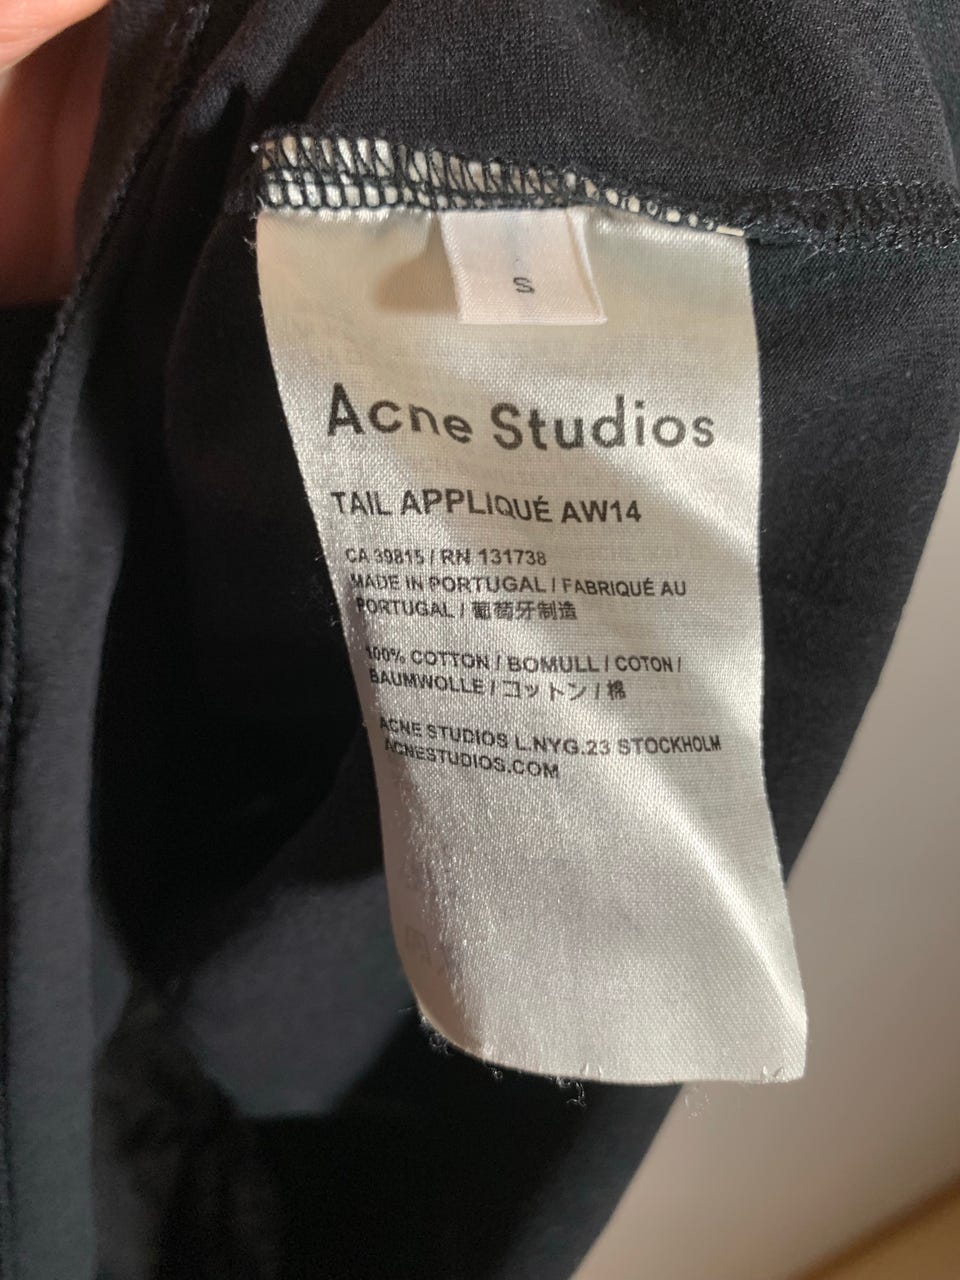 S
Acne Studios
TAIL APPLIQUÉ AW14
CA 39815 / RN 131738
MADE IN PORTUGAL / FABRIQUÉ AU
PORTUGAL / 葡萄牙制造
100% COTTON / BOMULL / COTON /
BAUMWOLLE / コットン / 棉
ACNE STUDIOS L.NYG.23 STOCKHOLM
ACNESTUDIOS.COM